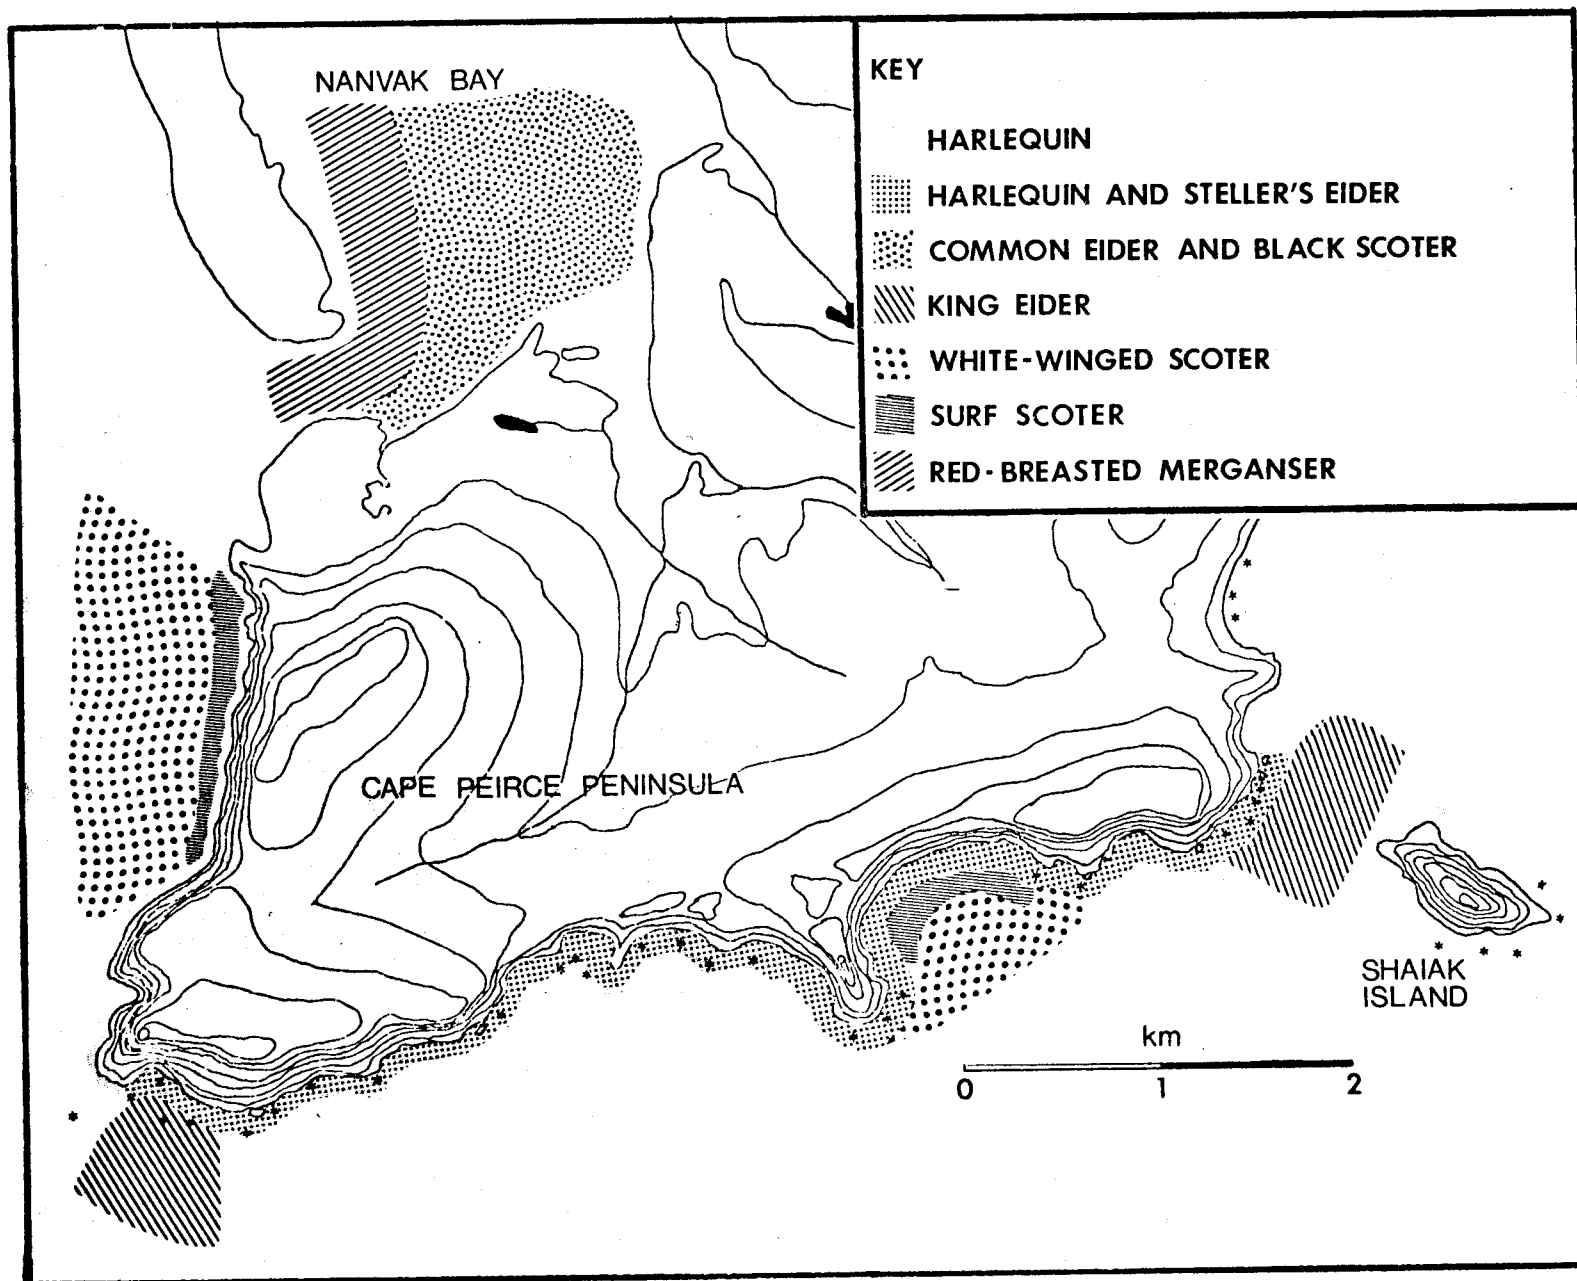 NANVAK BAY
KEY
HARLEQUIN
HARLEQUIN AND STELLER'S EIDER
COMMON EIDER AND BLACK SCOTER
KING EIDER
WHITE-WINGED SCOTER
SURF SCOTER
RED-BREASTED MERGANSER
CAPE PEIRCE PENINSULA
SHAIAK
ISLAND
km
0 1 2